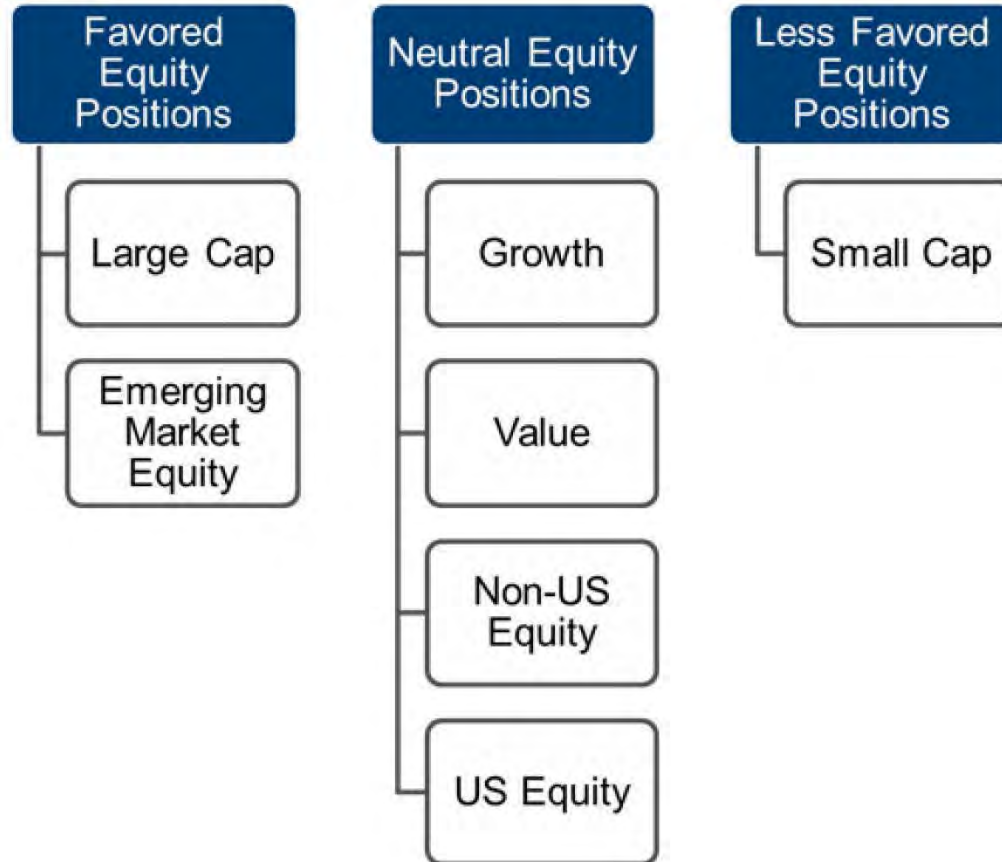 Favored
Equity
Positions
Large Cap
Emerging
Market
Equity
Neutral Equity
Positions
Growth
Value
Non-US
Equity
US Equity
Less Favored
Equity
Positions
Small Cap